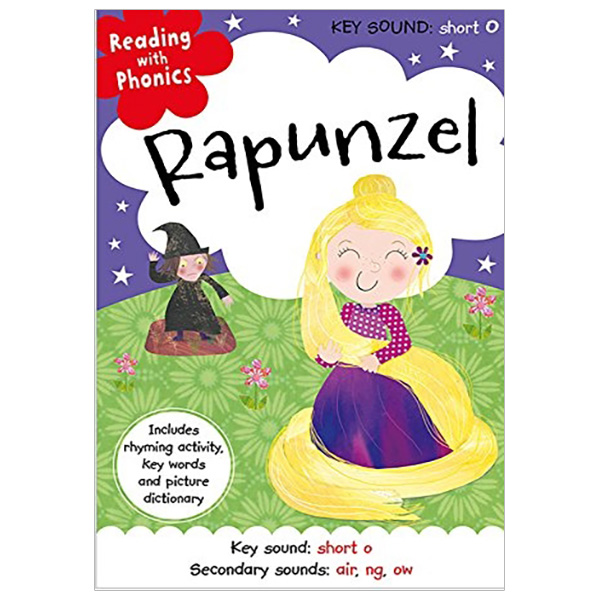 Reading
with
Phonics
KEY SOUND: short o
Rapunzel
Includes
rhyming activity,
key words
and picture
dictionary
Key sound: short o
Secondary sounds: air, ng, ow